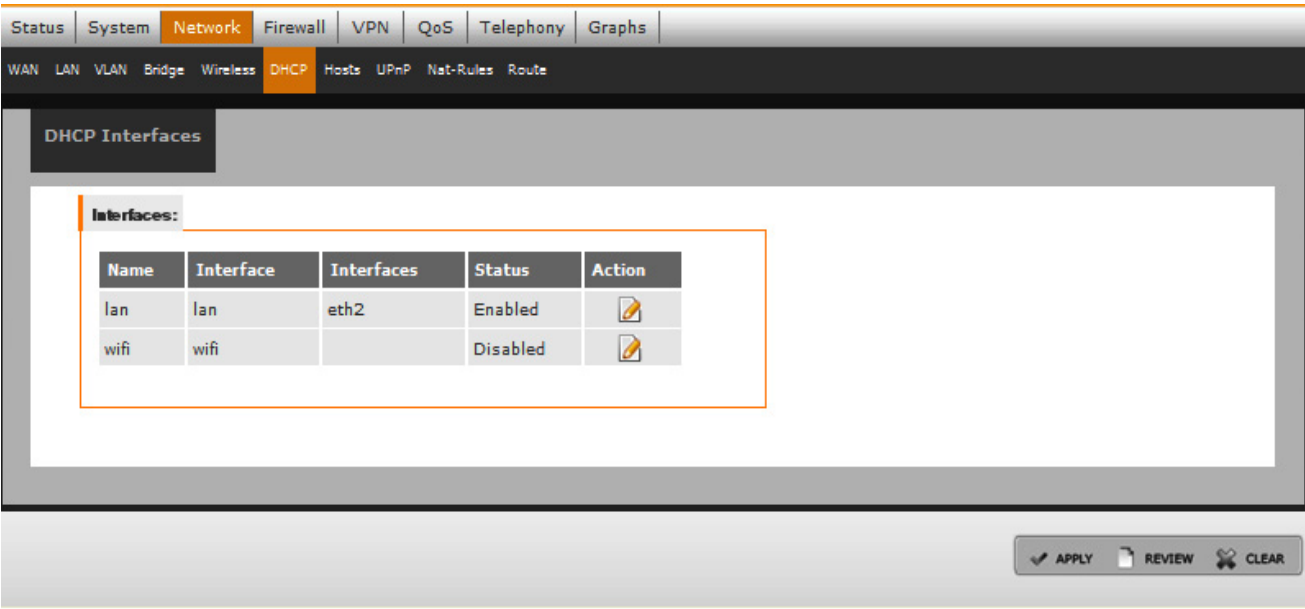 Status System Network Firewall VPN QoS Telephony Graphs
WAN LAN VLAN Bridge Wireless DHCP Hosts UPnP Nat-Rules Route
DHCP Interfaces
Interfaces:
Name Interface Interfaces Status Action
lan lan eth2 Enabled
wifi wifi Disabled
APPLY REVIEW CLEAR